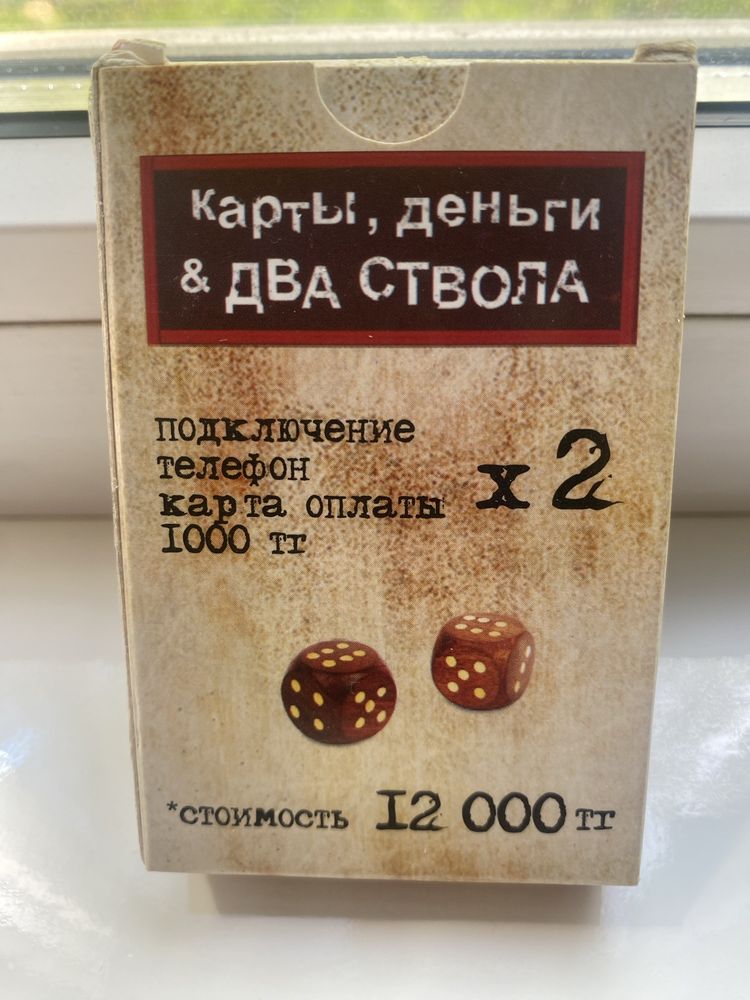 Карты, деньги
& ДВА СТВОЛА
подключение
телефон
карта оплаты
1000 тг
х 2
*стоимость 12 000 тг